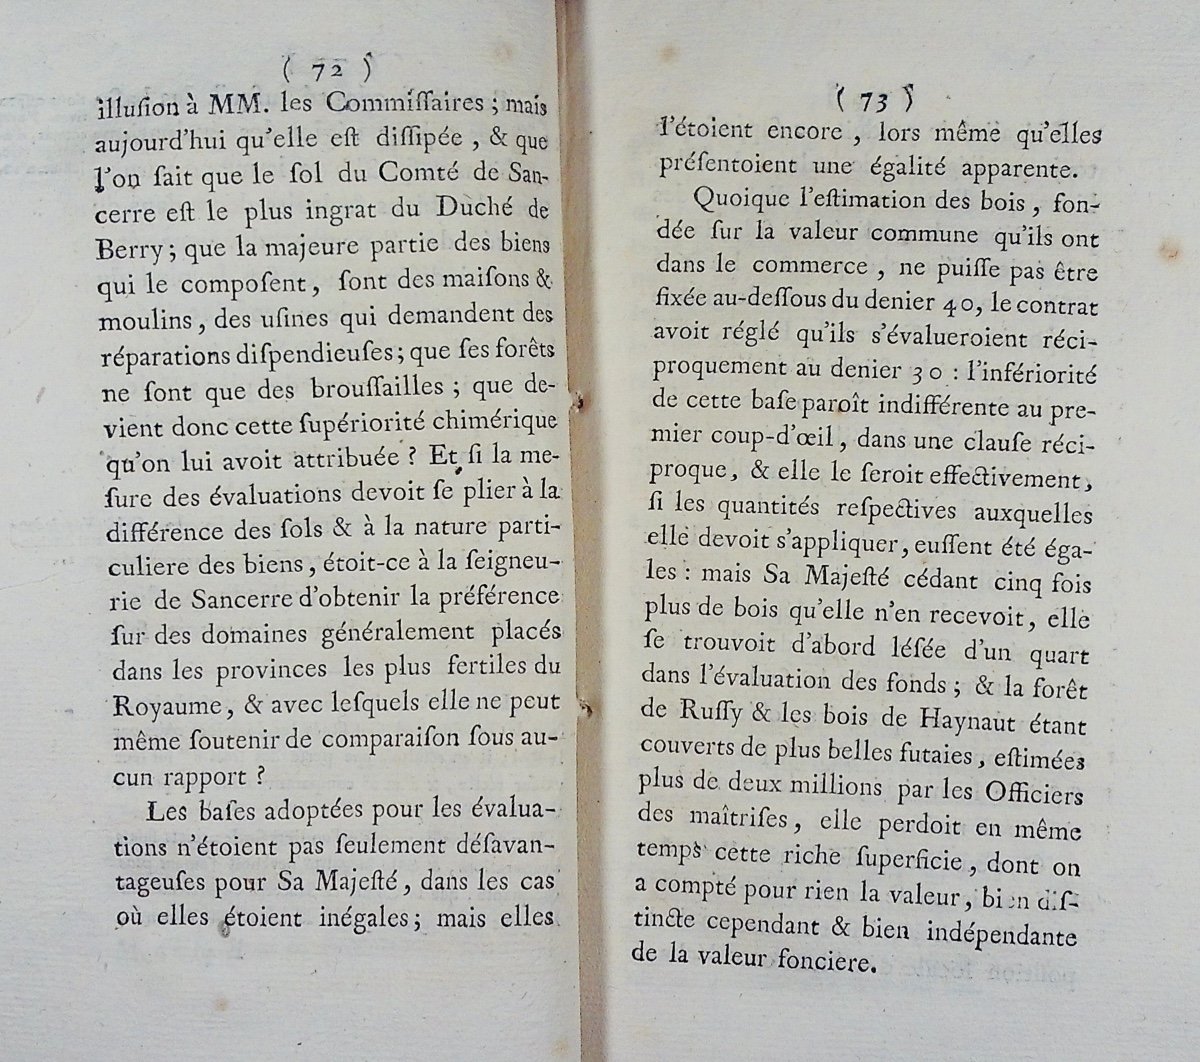 ( 72 )
illuſion à MM. les Commiſſaires ; mais
aujourd'hui qu'elle eſt diſſipée , & que
l'on ſait que le ſol du Comté de San-
cerre eſt le plus ingrat du Duché de
Berry ; que la majeure partie des biens
qui le compoſent , ſont des maiſons &
moulins , des uſines qui demandent des
réparations diſpendieuſes ; que ſes forêts
ne ſont que des brouſſailles ; que de-
vient donc cette ſupériorité chimérique
qu'on lui avoit attribuée ? Et ſi la me-
ſure des évaluations devoit ſe plier à la
différence des ſols & à la nature parti-
culiere des biens , étoit-ce à la ſeigneu-
rie de Sancerre d'obtenir la préférence
ſur des domaines généralement placés
dans les provinces les plus fertiles du
Royaume , & avec leſquels elle ne peut
même ſoutenir de comparaiſon ſous au-
cun rapport ?
Les baſes adoptées pour les évalua-
tions n'étoient pas ſeulement déſavan-
tageuſes pour Sa Majeſté , dans les cas
où elles étoient inégales ; mais elles
( 73 )
l'étoient encore , lors même qu'elles
préſentoient une égalité apparente.
Quoique l'eſtimation des bois , fon-
dée ſur la valeur commune qu'ils ont
dans le commerce , ne puiſſe pas être
fixée au-deſſous du denier 40, le contrat
avoit réglé qu'ils s'évalueroient réci-
proquement au denier 30 : l'infériorité
de cette baſe paroît indifférente au pre-
mier coup-d'œil , dans une clauſe réci-
proque , & elle le ſeroit effectivement ,
ſi les quantités reſpectives auxquelles
elle devoit s'appliquer , euſſent été éga-
les : mais Sa Majeſté cédant cinq fois
plus de bois qu'elle n'en recevoit , elle
ſe trouvoit d'abord léſée d'un quart
dans l'évaluation des fonds ; & la forêt
de Ruſſy & les bois de Haynaut étant
couverts de plus belles futaies , eſtimées
plus de deux millions par les Officiers
des maîtriſes , elle perdoit en même
temps cette riche ſuperficie , dont on
a compté pour rien la valeur , bien diſ-
tincte cependant & bien indépendante
de la valeur fonciere.